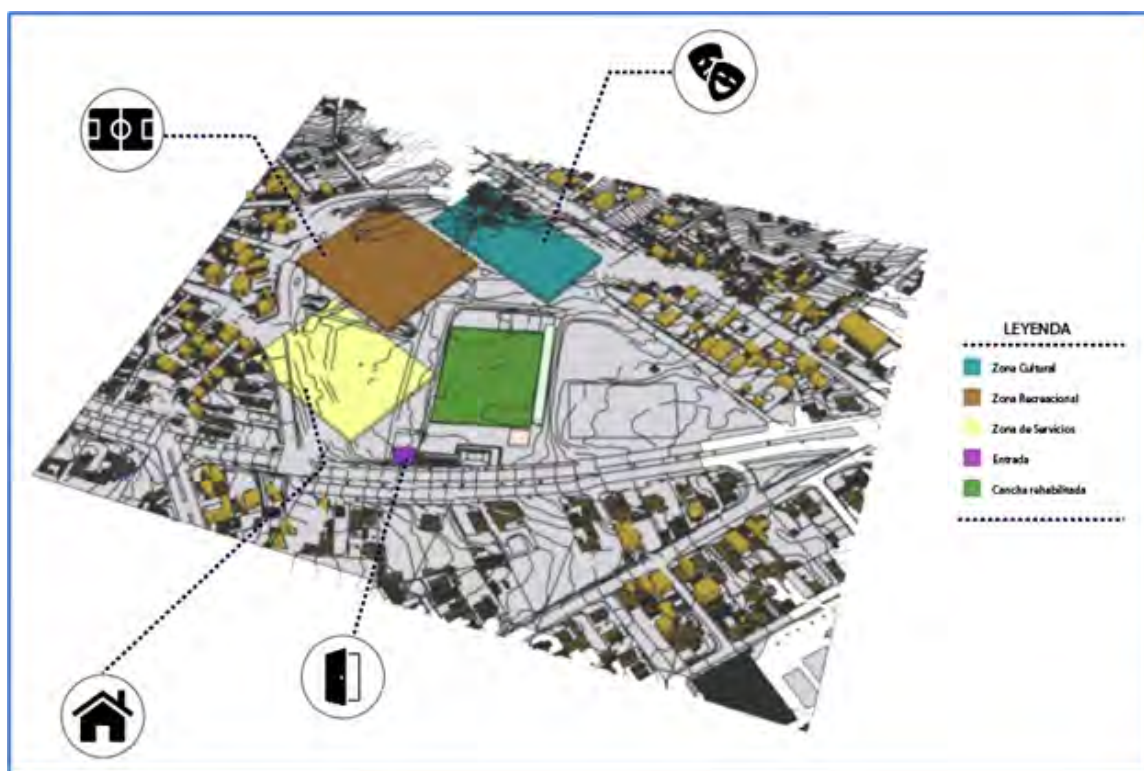 LEYENDA
Zona Cultural
Zona Recreacional
Zona de Servicios
Entrada
Cancha rehabilitada